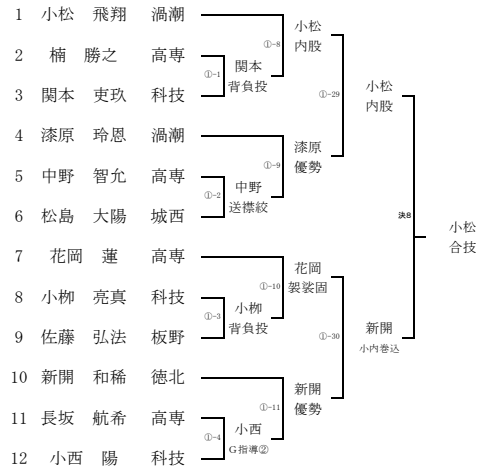 1 小松 飛翔 渦潮
2 楠 勝之 高専
3 関本 吏玖 科技
4 漆原 玲恩 渦潮
5 中野 智允 高専
6 松島 大陽 城西
7 花岡 蓮 高専
8 小栁 亮真 科技
9 佐藤 弘法 板野
10 新開 和稀 徳北
11 長坂 航希 高専
12 小西 陽 科技
①-1
関本
背負投
①-2
中野
送襟絞
①-3
小栁
背負投
①-4
小西
G指導②
①-8
小松
内股
①-9
漆原
優勢
①-10
花岡
袈裟固
①-11
新開
優勢
①-29
小松
内股
①-30
新開
小内巻込
決8
小松
合技